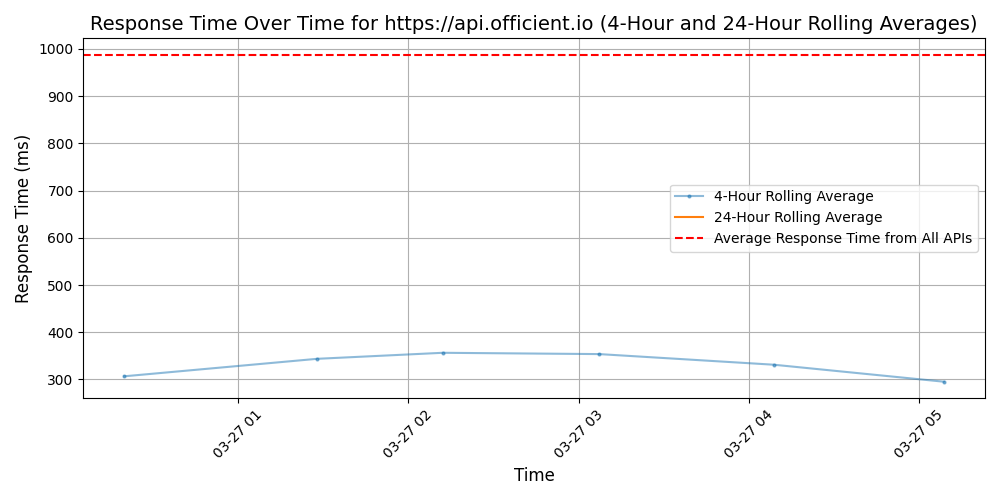 Response Time Over Time for https://api.officient.io (4-Hour and 24-Hour Rolling Averages)
Response Time (ms)
1000
900
800
700
600
500
400
300
4-Hour Rolling Average
24-Hour Rolling Average
Average Response Time from All APIs
03-27 01
03-27 02
03-27 03
03-27 04
03-27 05
Time